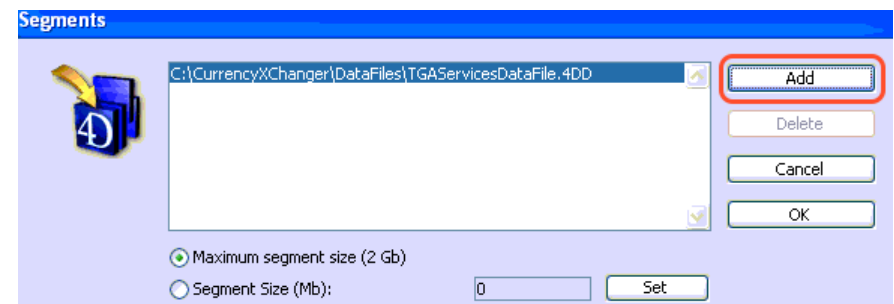 Segments
C:\CurrencyXChanger\DataFiles\TGAServicesDataFile.4DD
Add
4D
Delete
Cancel
OK
Maximum segment size (2 Gb)
Segment Size (Mb): 0 Set